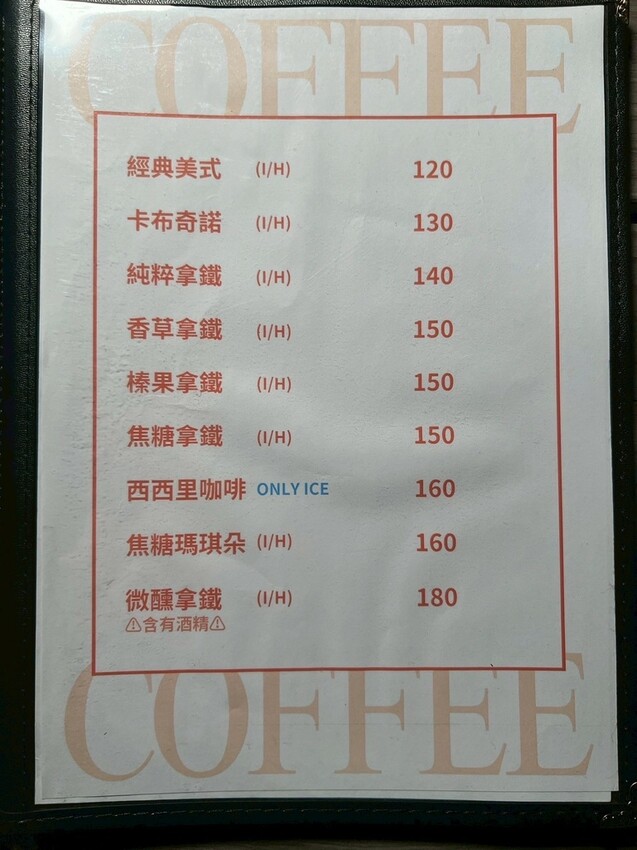 COFFEE
經典美式 (I/H) 120
卡布奇諾 (I/H) 130
純粹拿鐵 (I/H) 140
香草拿鐵 (I/H) 150
榛果拿鐵 (I/H) 150
焦糖拿鐵 (I/H) 150
西西里咖啡 ONLY ICE 160
焦糖瑪琪朵 (I/H) 160
微醺拿鐵 (I/H) 180
⚠含有酒精⚠
COFFEE